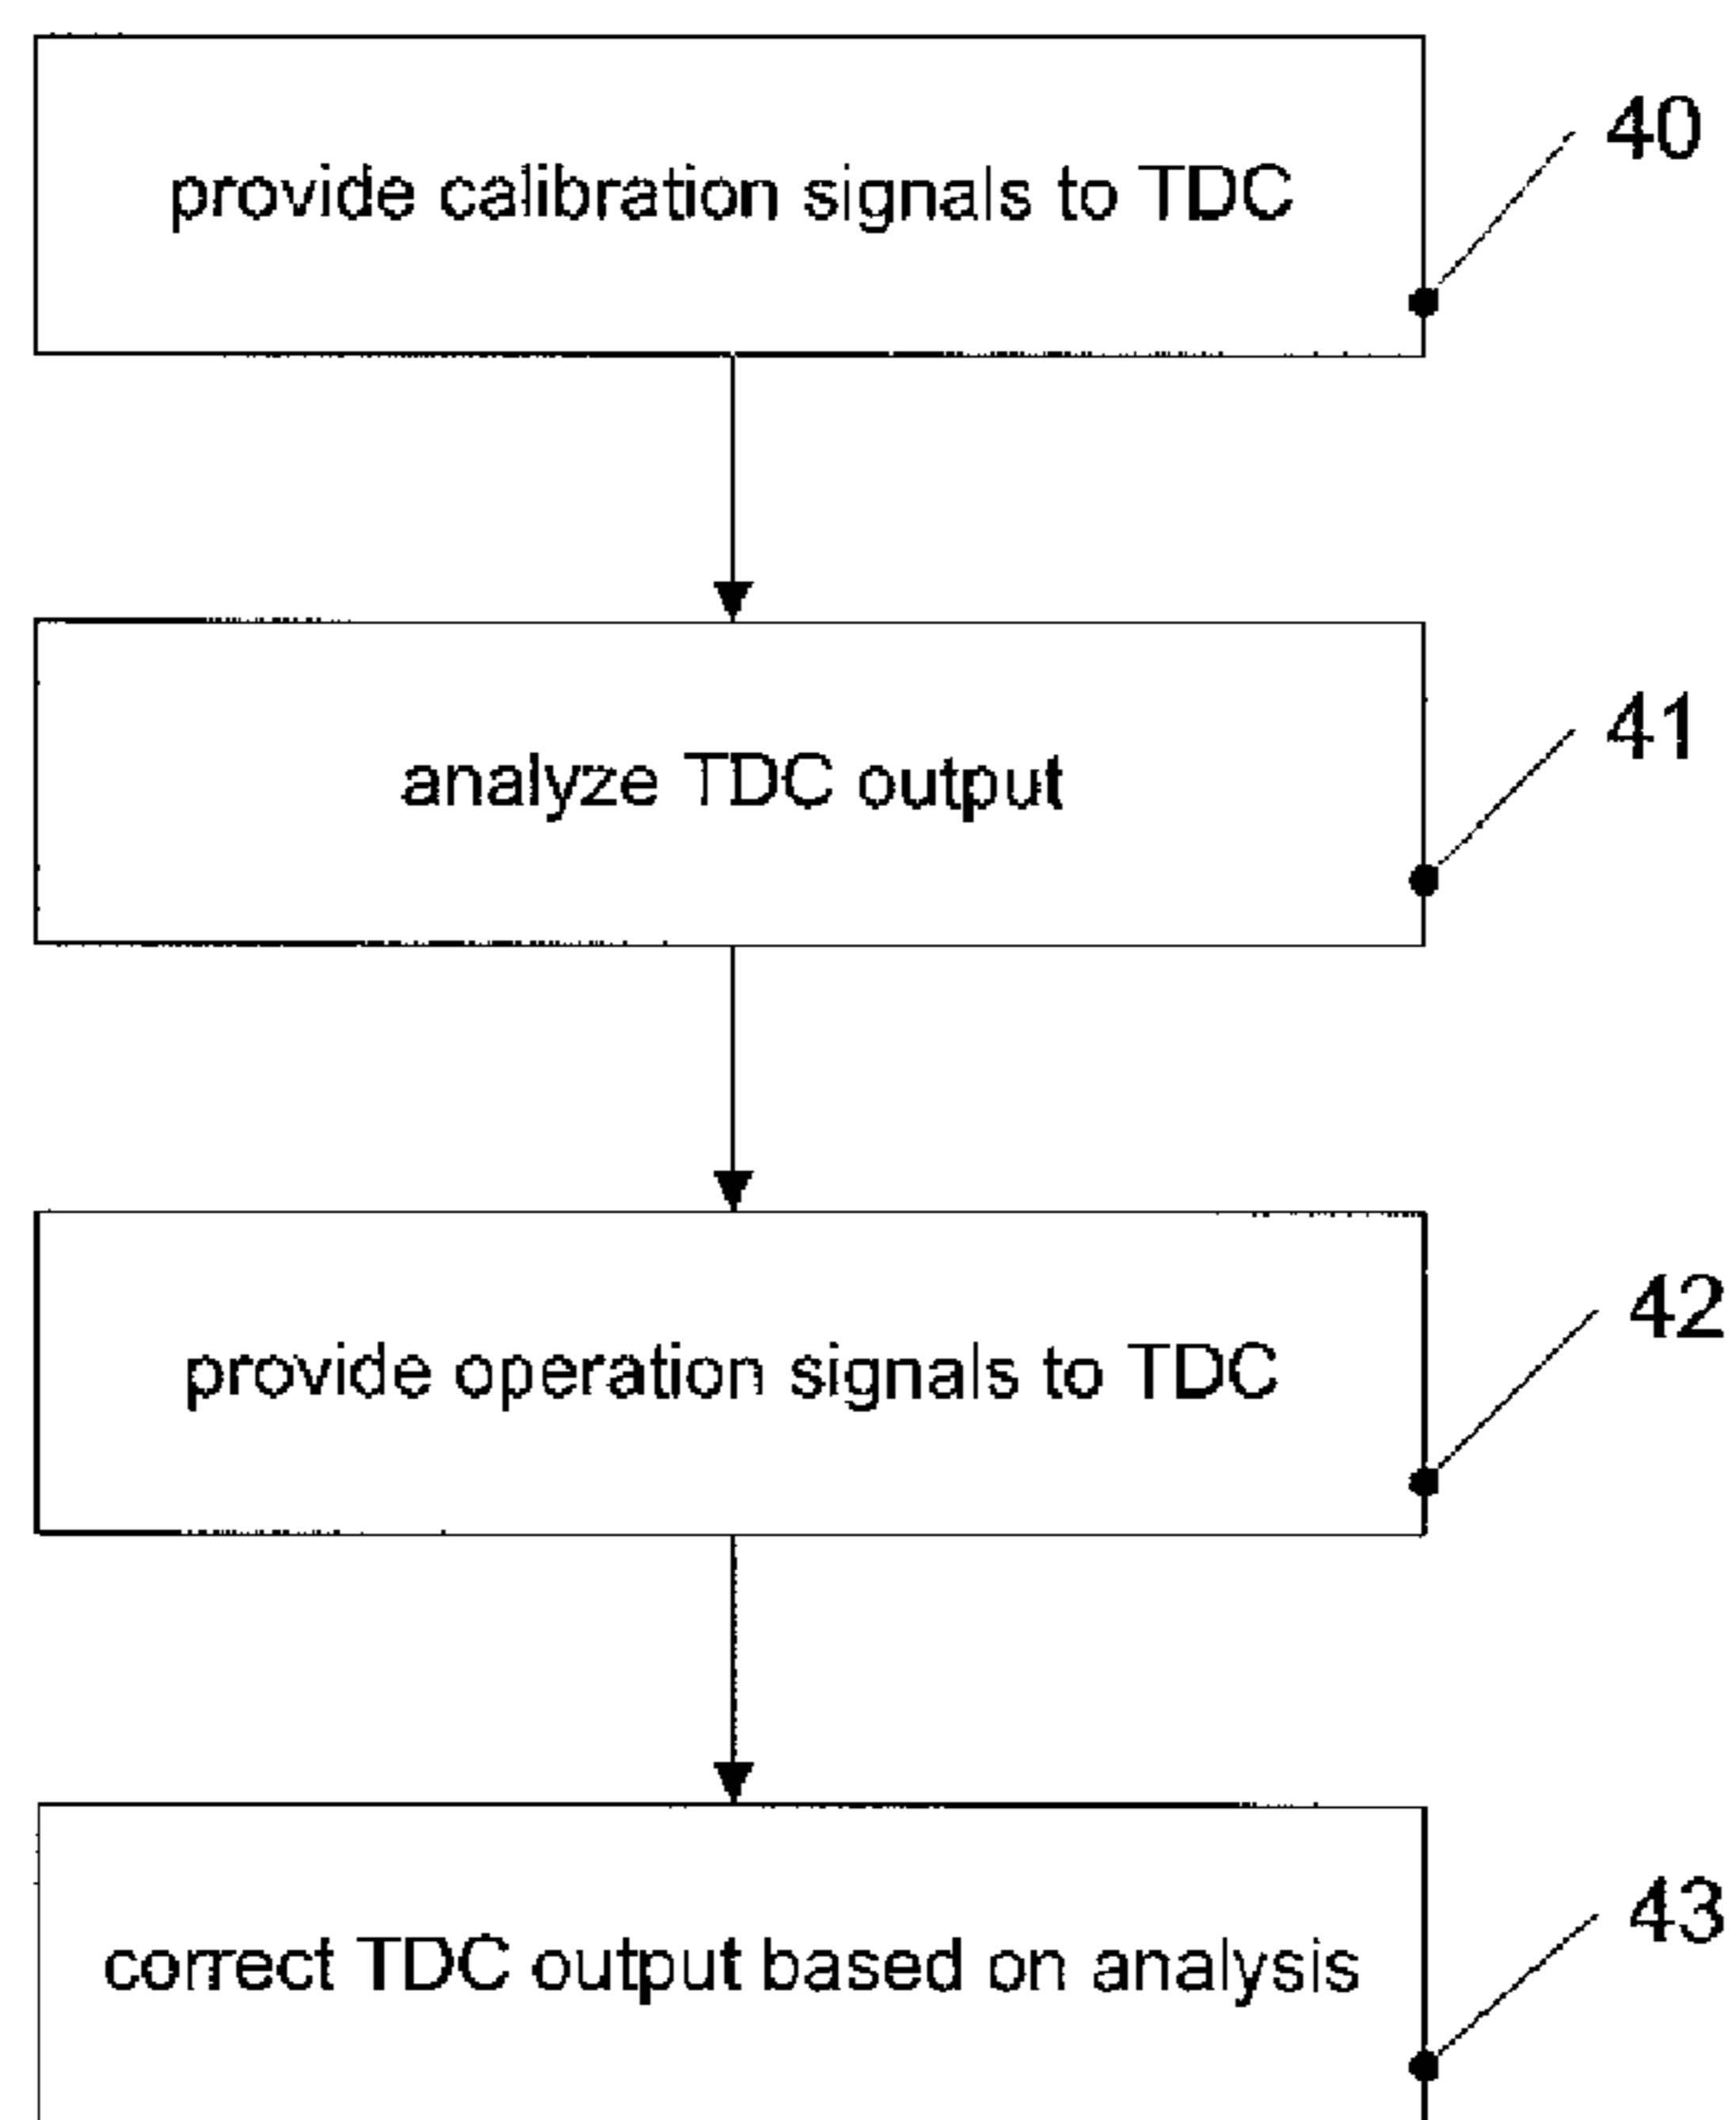 provide calibration signals to TDC
40
analyze TDC output
41
provide operation signals to TDC
42
correct TDC output based on analysis
43